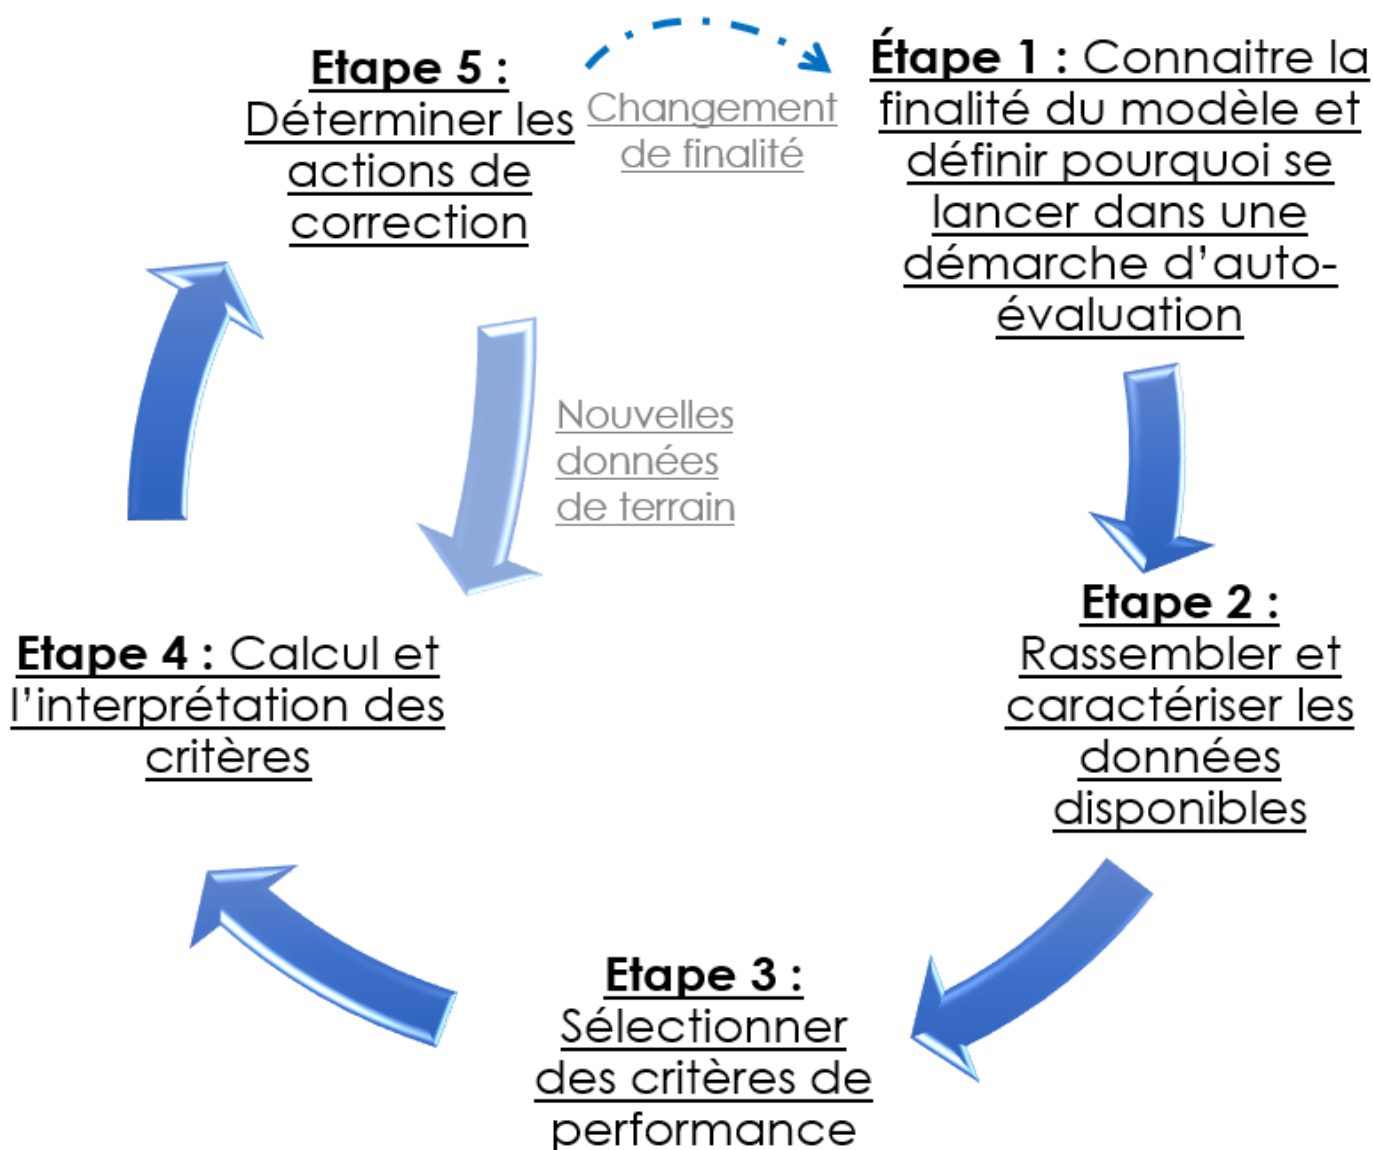 Étape 1 : Connaitre la
finalité du modèle et
définir pourquoi se
lancer dans une
démarche d’auto-
évaluation
Etape 2 :
Rassembler et
caractériser les
données
disponibles
Etape 3 :
Sélectionner
des critères de
performance
Etape 4 : Calcul et
l’interprétation des
critères
Etape 5 :
Déterminer les
actions de
correction
Changement
de finalité
Nouvelles
données
de terrain